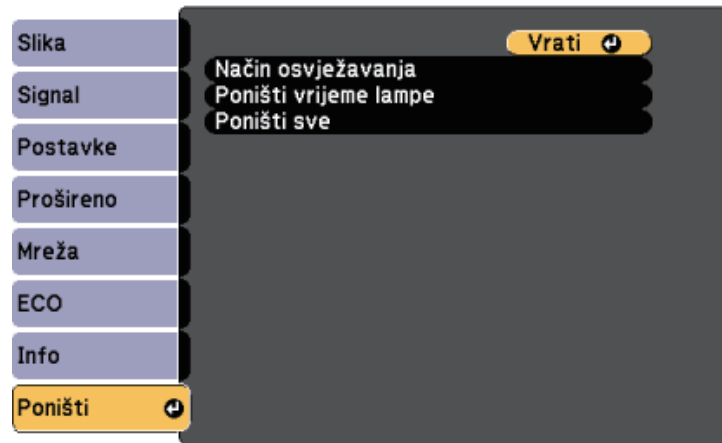 Slika
Signal
Postavke
Prošireno
Mreža
ECO
Info
Poništi
Vrati
Način osvježavanja
Poništi vrijeme lampe
Poništi sve